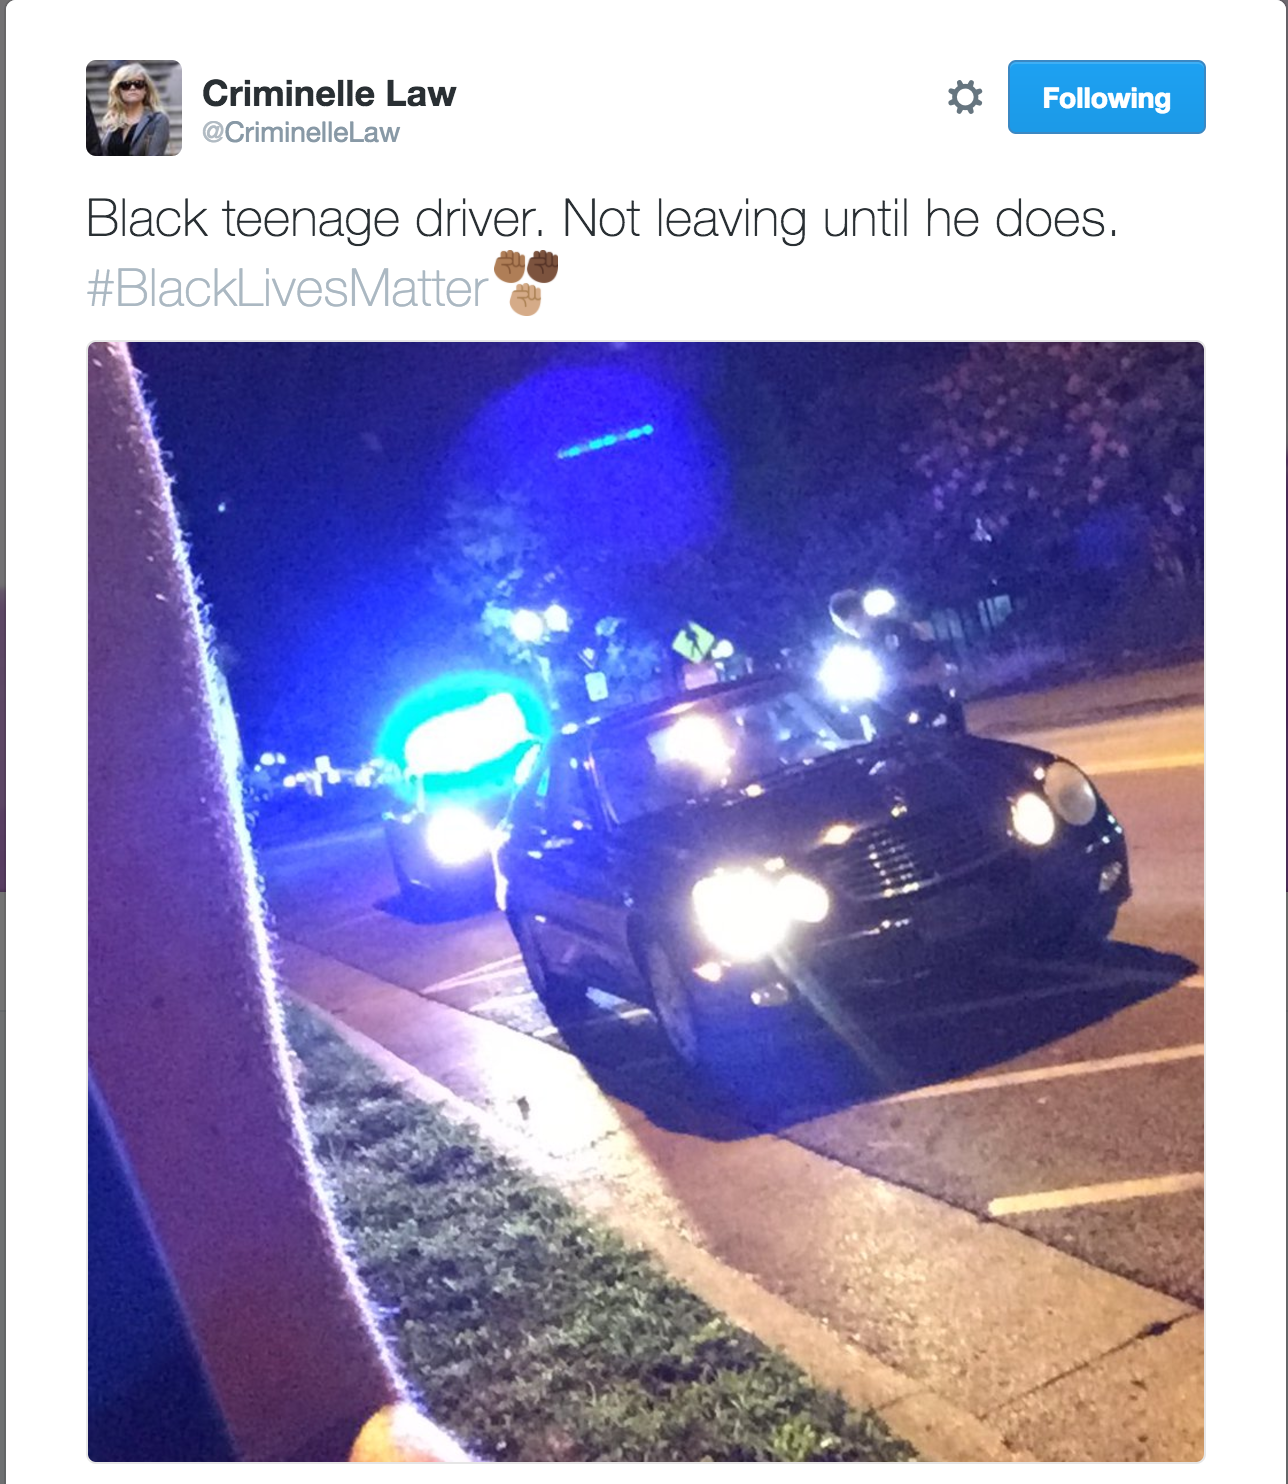 Criminelle Law
@CriminelleLaw
Following
Black teenage driver. Not leaving until he does.
#BlackLivesMatter